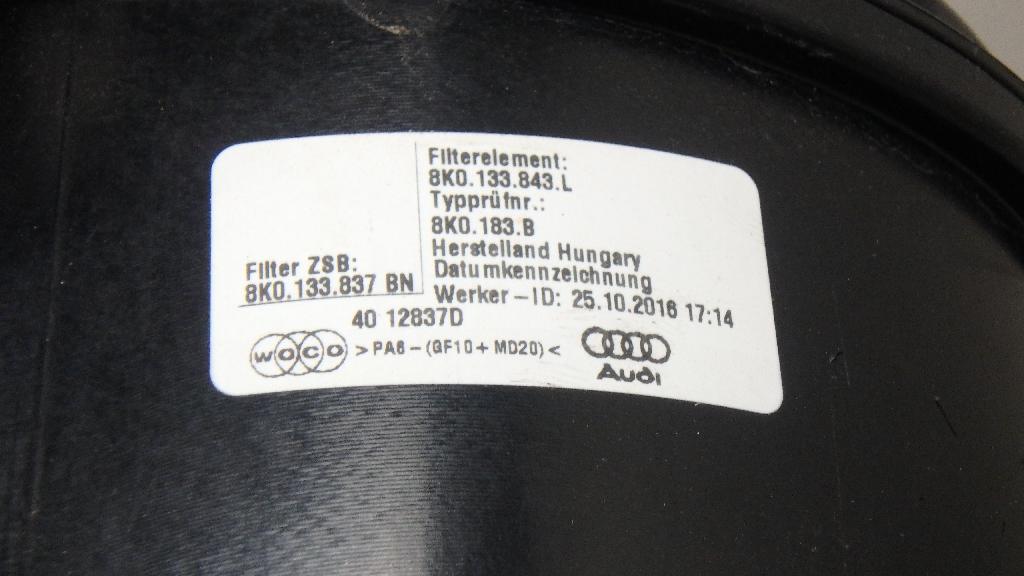 Filterelement:
8K0.133.843.L
Typprüfnr.:
8K0.183.B
Herstelland Hungary
Datumkennzeichnung
Werker-ID: 25.10.2016 17:14
Filter ZSB:
8K0.133.837 BN
40 12837D
WOCO >PA6-(GF10+MD20)<
Audi